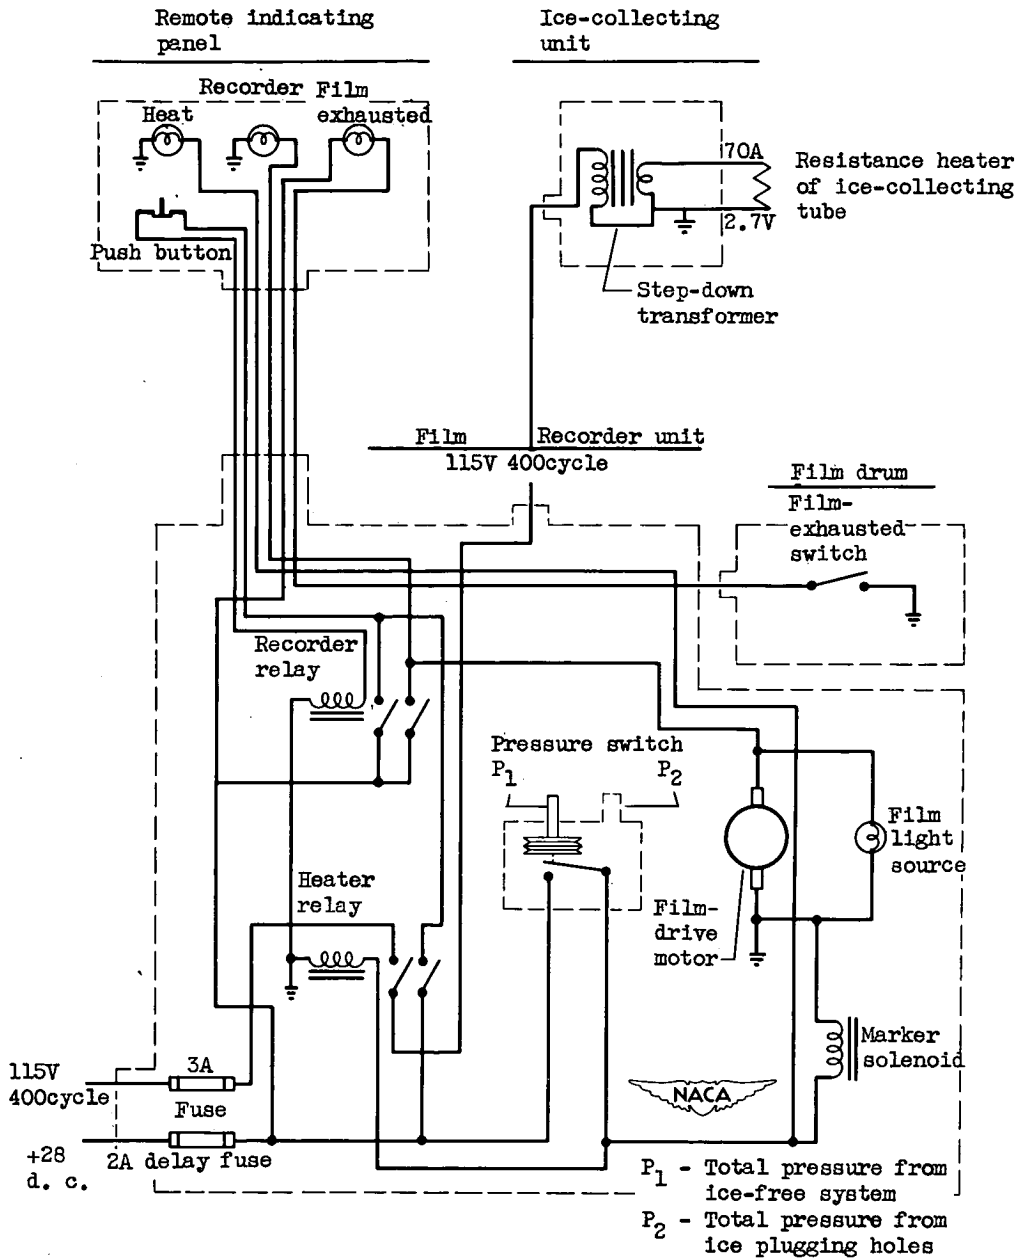 Remote indicating
panel
Ice-collecting
unit
Recorder
Film
exhausted
Heat
Push button
70A
2.7V
Resistance heater
of ice-collecting
tube
Step-down
transformer
Film
Recorder unit
115V 400cycle
Film drum
Film-
exhausted
switch
Recorder
relay
Pressure switch
P1
P2
Film
light
source
Heater
relay
Film-
drive
motor
Marker
solenoid
115V
400cycle
3A
Fuse
NACA
+28
d. c.
2A delay fuse
P1 - Total pressure from
ice-free system
P2 - Total pressure from
ice plugging holes